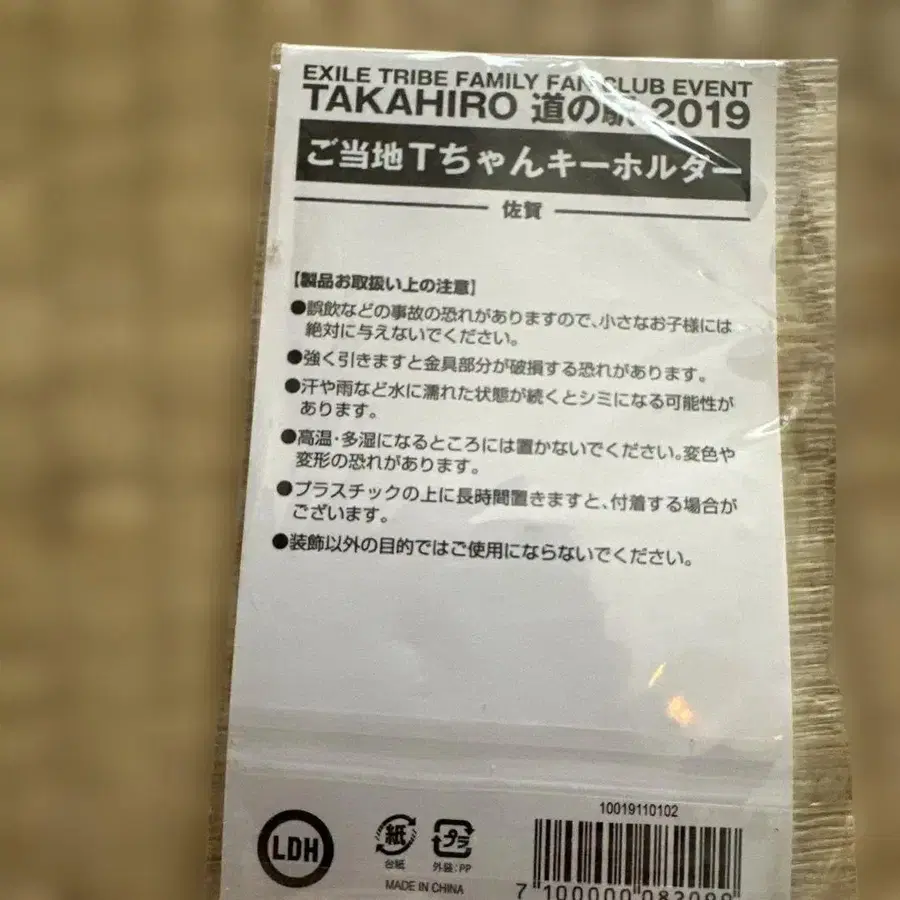 EXILE TRIBE FAMILY FAN CLUB EVENT
TAKAHIRO 道の駅 2019
ご当地Tちゃんキーホルダー
佐賀
【製品お取扱い上の注意】
●誤飲などの事故の恐れがありますので、小さなお子様には
絶対に与えないでください。
●強く引きますと金具部分が破損する恐れがあります。
●汗や雨など水に濡れた状態が続くとシミになる可能性が
あります。
●高温・多湿になるところには置かないでください。変色や
変形の恐れがあります。
●プラスチックの上に長時間置きますと、付着する場合が
ございます。
●装飾以外の目的ではご使用にならないでください。
10019110102
LDH
紙
プラ
台紙
外装:PP
MADE IN CHINA
7 100000